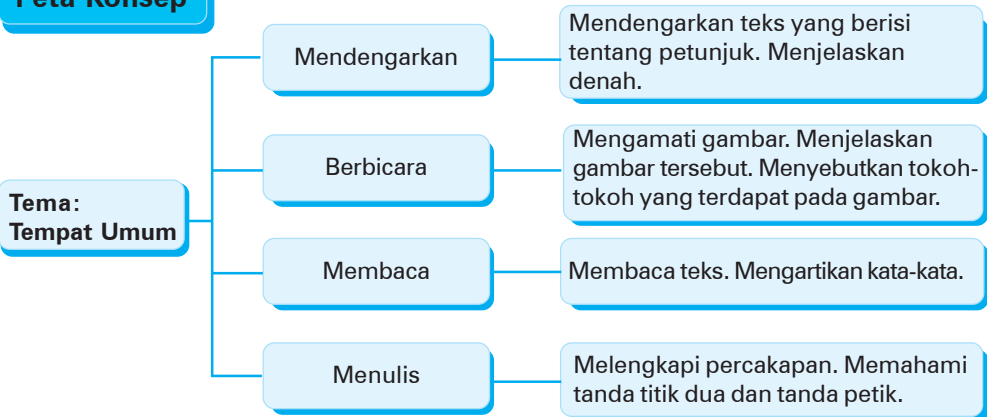 Peta Konsep
Mendengarkan
Mendengarkan teks yang berisi
tentang petunjuk. Menjelaskan
denah.
Berbicara
Mengamati gambar. Menjelaskan
gambar tersebut. Menyebutkan tokoh-
tokoh yang terdapat pada gambar.
Tema:
Tempat Umum
Membaca
Membaca teks. Mengartikan kata-kata.
Menulis
Melengkapi percakapan. Memahami
tanda titik dua dan tanda petik.